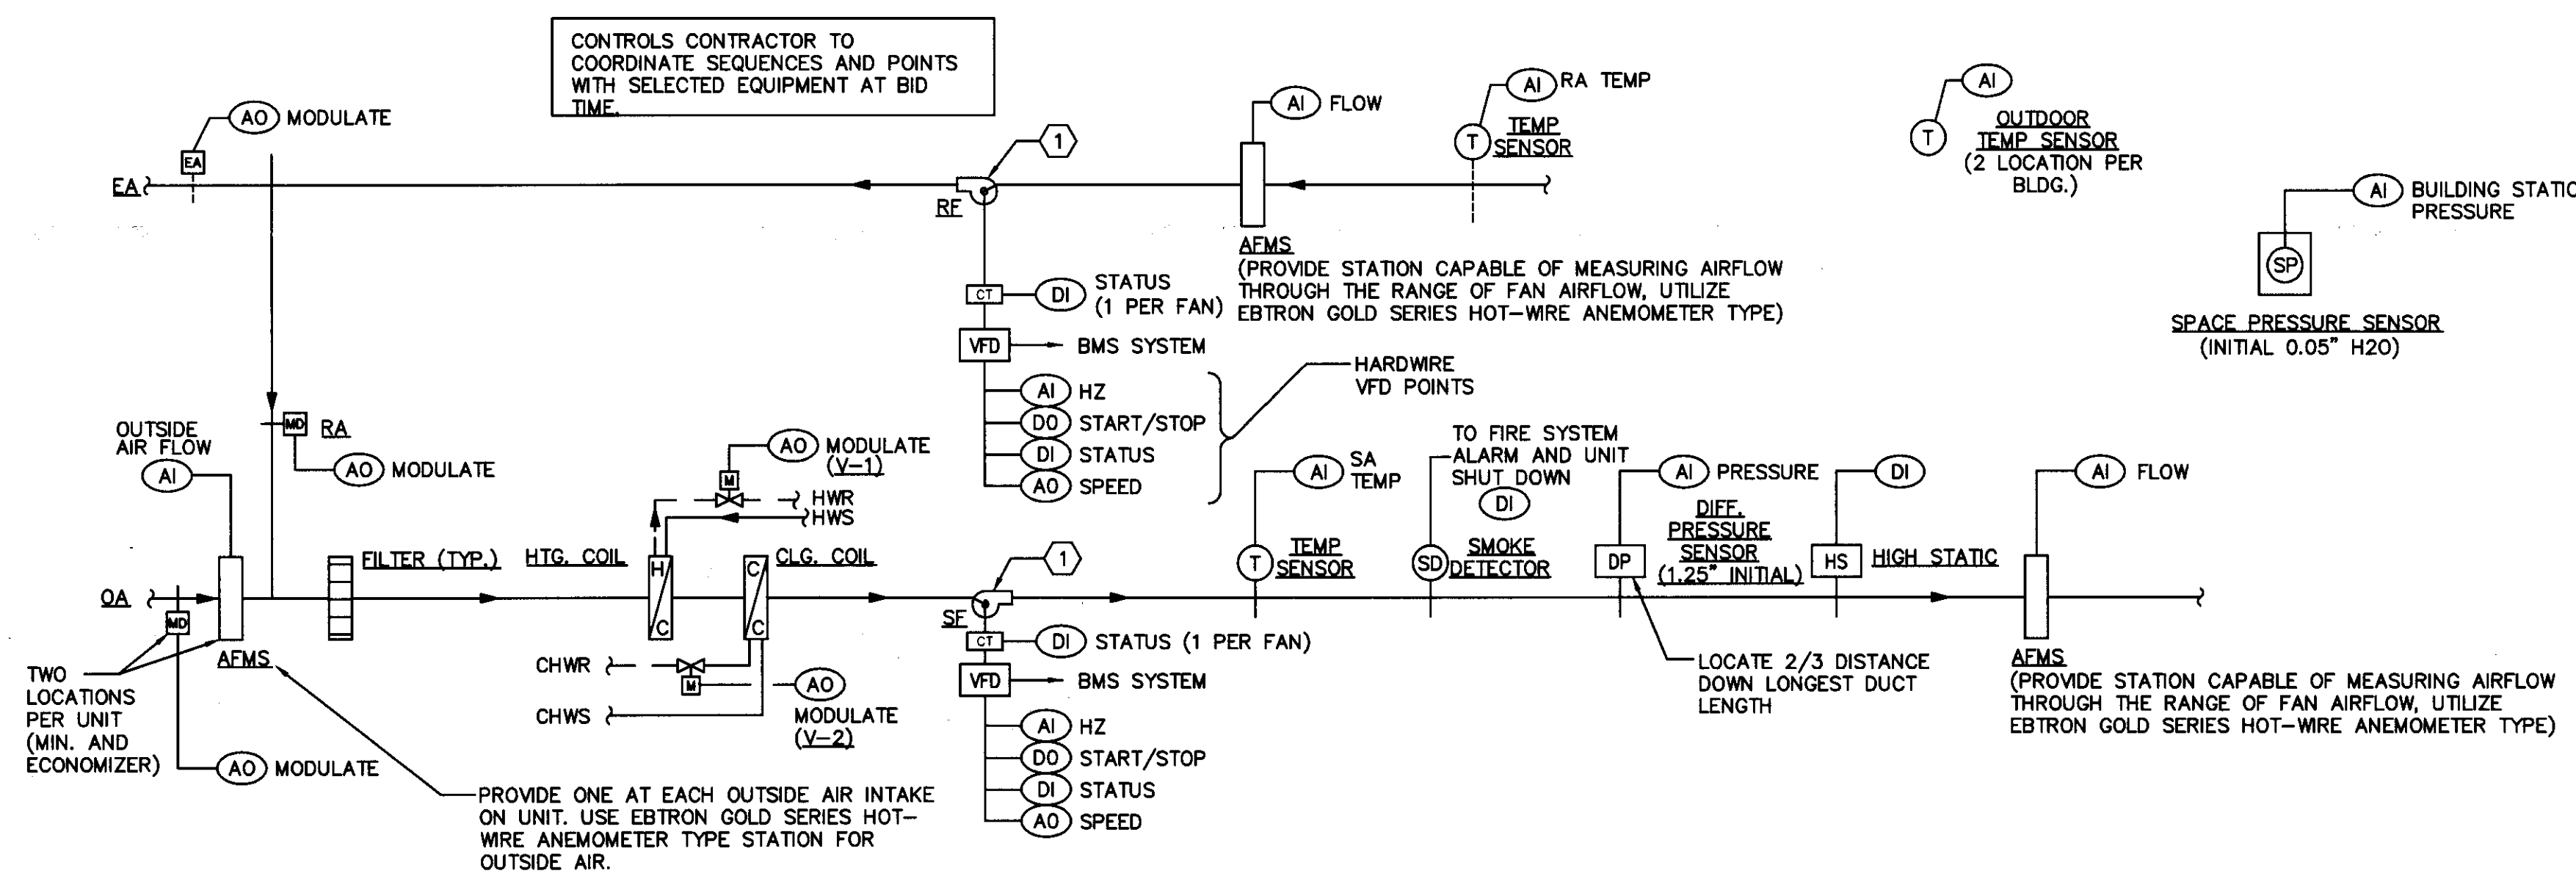 CONTROLS CONTRACTOR TO
COORDINATE SEQUENCES AND POINTS
WITH SELECTED EQUIPMENT AT BID
TIME.
AO MODULATE
EA
EA
1
RF
AI FLOW
AI RA TEMP
T
TEMP
SENSOR
AI
T
OUTDOOR
TEMP SENSOR
(2 LOCATION PER
BLDG.)
AI
BUILDING STATIC
PRESSURE
SP
SPACE PRESSURE SENSOR
(INITIAL 0.05" H2O)
AFMS
(PROVIDE STATION CAPABLE OF MEASURING AIRFLOW
THROUGH THE RANGE OF FAN AIRFLOW, UTILIZE
EBTRON GOLD SERIES HOT-WIRE ANEMOMETER TYPE)
CT
DI
STATUS
(1 PER FAN)
VFD
BMS SYSTEM
AI HZ
DO START/STOP
DI STATUS
AO SPEED
HARDWIRE
VFD POINTS
MD RA
AO MODULATE
OUTSIDE
AIR FLOW
AI
AO MODULATE
(V-1)
M
HWR
HWS
OA
MD
AFMS
FILTER (TYP.)
HTG. COIL
H
C
C
C
CLG. COIL
CHWR
M
AO
MODULATE
(V-2)
CHWS
TWO
LOCATIONS
PER UNIT
(MIN. AND
ECONOMIZER)
AO MODULATE
PROVIDE ONE AT EACH OUTSIDE AIR INTAKE
ON UNIT. USE EBTRON GOLD SERIES HOT-
WIRE ANEMOMETER TYPE STATION FOR
OUTSIDE AIR.
1
SF
CT
DI STATUS (1 PER FAN)
VFD
BMS SYSTEM
AI HZ
DO START/STOP
DI STATUS
AO SPEED
AI
SA
TEMP
T
TEMP
SENSOR
TO FIRE SYSTEM
ALARM AND UNIT
SHUT DOWN
DI
SD
SMOKE
DETECTOR
AI PRESSURE
DP
DIFF.
PRESSURE
SENSOR
(1.25" INITIAL)
LOCATE 2/3 DISTANCE
DOWN LONGEST DUCT
LENGTH
DI
HS HIGH STATIC
AI FLOW
AFMS
(PROVIDE STATION CAPABLE OF MEASURING AIRFLOW
THROUGH THE RANGE OF FAN AIRFLOW, UTILIZE
EBTRON GOLD SERIES HOT-WIRE ANEMOMETER TYPE)